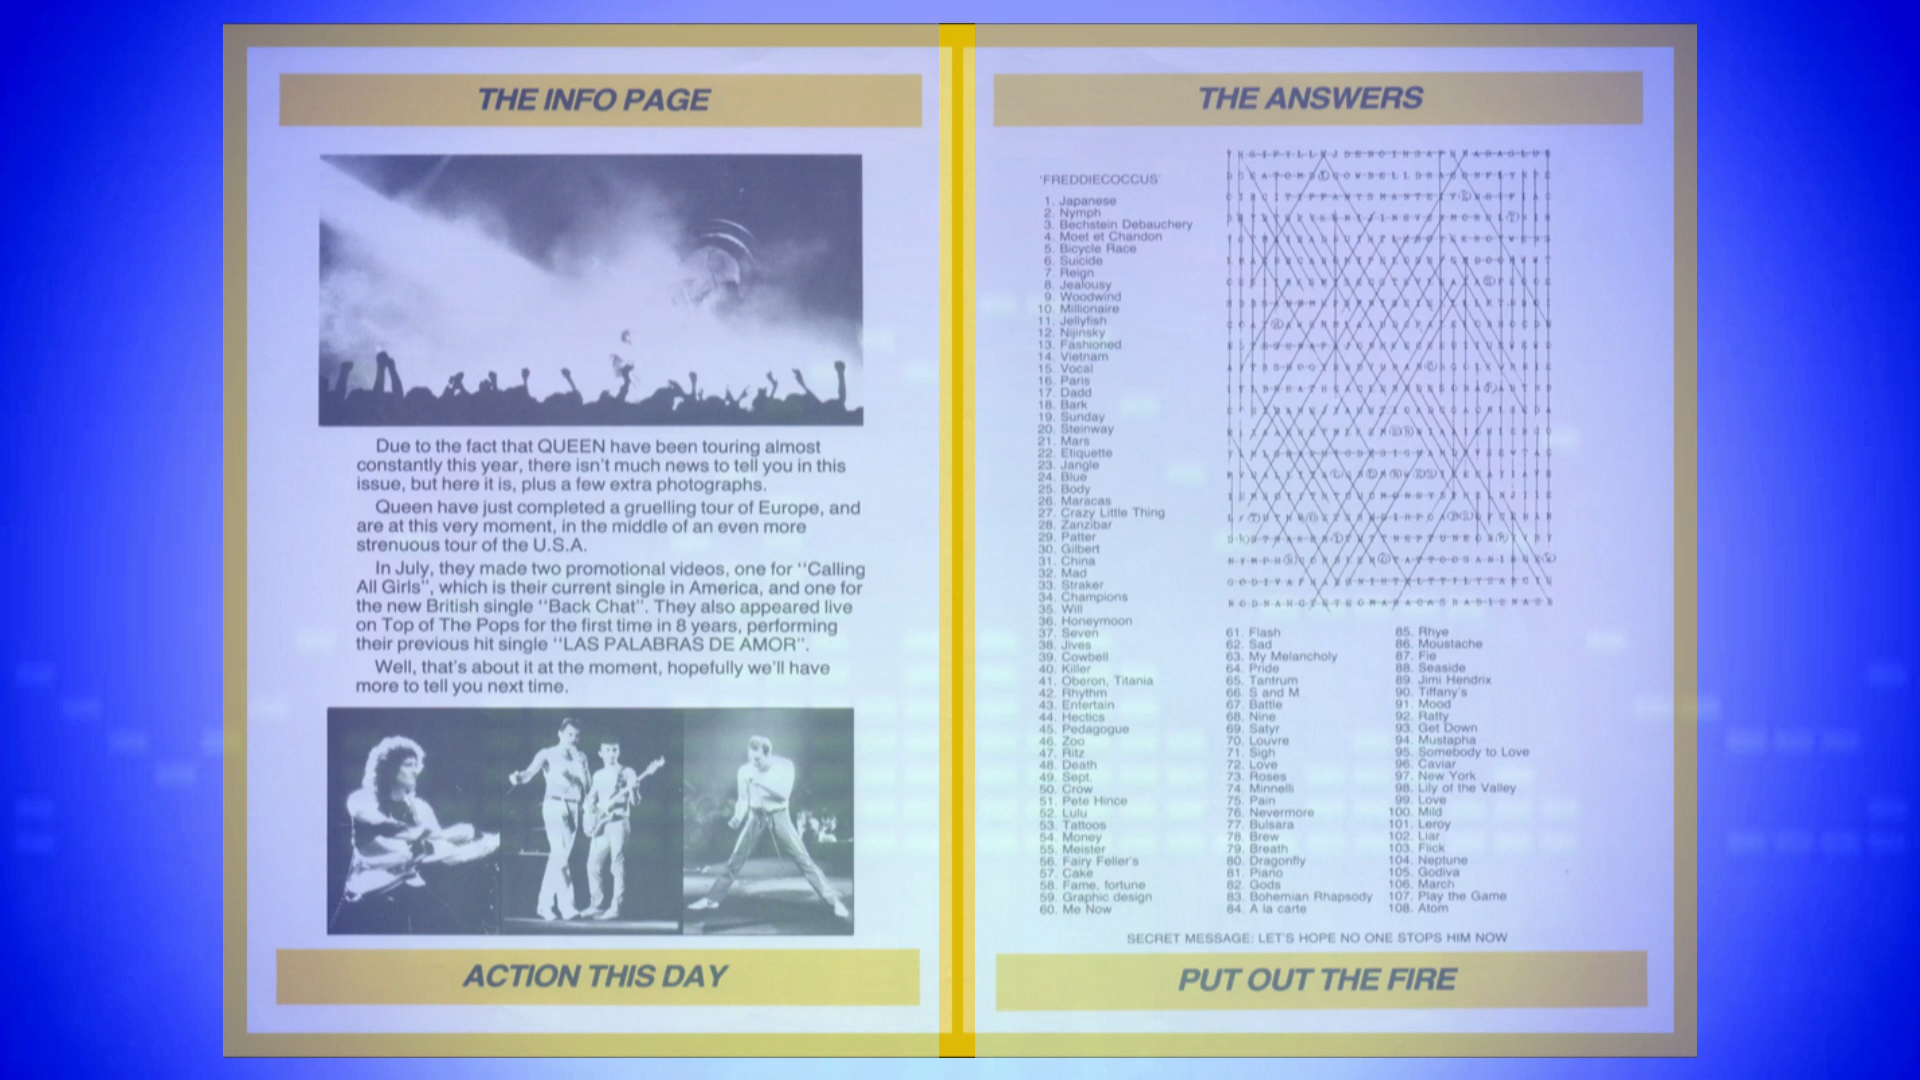 THE INFO PAGE
Due to the fact that QUEEN have been touring almost
constantly this year, there isn't much news to tell you in this
issue, but here it is, plus a few extra photographs.
Queen have just completed a gruelling tour of Europe, and
are at this very moment, in the middle of an even more
strenuous tour of the U.S.A.
In July, they made two promotional videos, one for "Calling
All Girls", which is their current single in America, and one for
the new British single "Back Chat". They also appeared live
on Top of The Pops for the first time in 8 years, performing
their previous hit single "LAS PALABRAS DE AMOR".
Well, that's about it at the moment, hopefully we'll have
more to tell you next time.
ACTION THIS DAY
THE ANSWERS
'FREDDIECOCCUS'
1. Japanese
2. Nymph
3. Bechstein Debauchery
4. Moet et Chandon
5. Bicycle Race
6. Suicide
7. Reign
8. Jealousy
9. Woodwind
10. Millionaire
11. Jellyfish
12. Nijinsky
13. Fashioned
14. Vietnam
15. Vocal
16. Paris
17. Dadd
18. Bark
19. Sunday
20. Steinway
21. Mars
22. Etiquette
23. Jangle
24. Blue
25. Body
26. Maracas
27. Crazy Little Thing
28. Zanzibar
29. Patter
30. Gilbert
31. China
32. Mad
33. Straker
34. Champions
35. Will
36. Honeymoon
37. Seven
38. Jives
39. Cowbell
40. Killer
41. Oberon, Titania
42. Rhythm
43. Entertain
44. Hectics
45. Pedagogue
46. Zoo
47. Ritz
48. Death
49. Sept.
50. Crow
51. Pete Hince
52. Lulu
53. Tattoos
54. Money
55. Meister
56. Fairy Feller's
57. Cake
58. Fame, fortune
59. Graphic design
60. Me Now
61. Flash
62. Sad
63. My Melancholy
64. Pride
65. Tantrum
66. S and M
67. Battle
68. Nine
69. Satyr
70. Louvre
71. Sigh
72. Love
73. Roses
74. Minnelli
75. Pain
76. Nevermore
77. Bulsara
78. Brew
79. Breath
80. Dragonfly
81. Piano
82. Gods
83. Bohemian Rhapsody
84. A la carte
85. Rhye
86. Moustache
87. Fie
88. Seaside
89. Jimi Hendrix
90. Tiffany's
91. Mood
92. Ratty
93. Get Down
94. Mustapha
95. Somebody to Love
96. Caviar
97. New York
98. Lily of the Valley
99. Love
100. Mild
101. Leroy
102. Liar
103. Flick
104. Neptune
105. Godiva
106. March
107. Play the Game
108. Atom
SECRET MESSAGE: LET'S HOPE NO ONE STOPS HIM NOW
PUT OUT THE FIRE